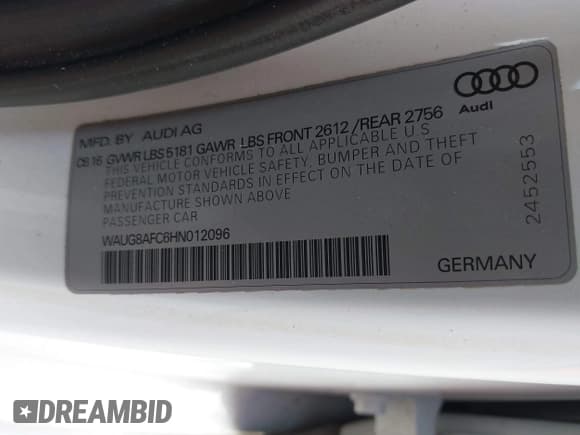 MFD. BY AUDI AG
Audi
08.16 GVWR LBS 5181 GAWR LBS FRONT 2612 / REAR 2756
THIS VEHICLE CONFORMS TO ALL APPLICABLE U.S
FEDERAL MOTOR VEHICLE SAFETY, BUMPER AND THEFT
PREVENTION STANDARDS IN EFFECT ON THE DATE OF
MANUFACTURE SHOWN ABOVE
PASSENGER CAR
WAUG8AFC6HN012096
2452553
GERMANY
DREAMBID